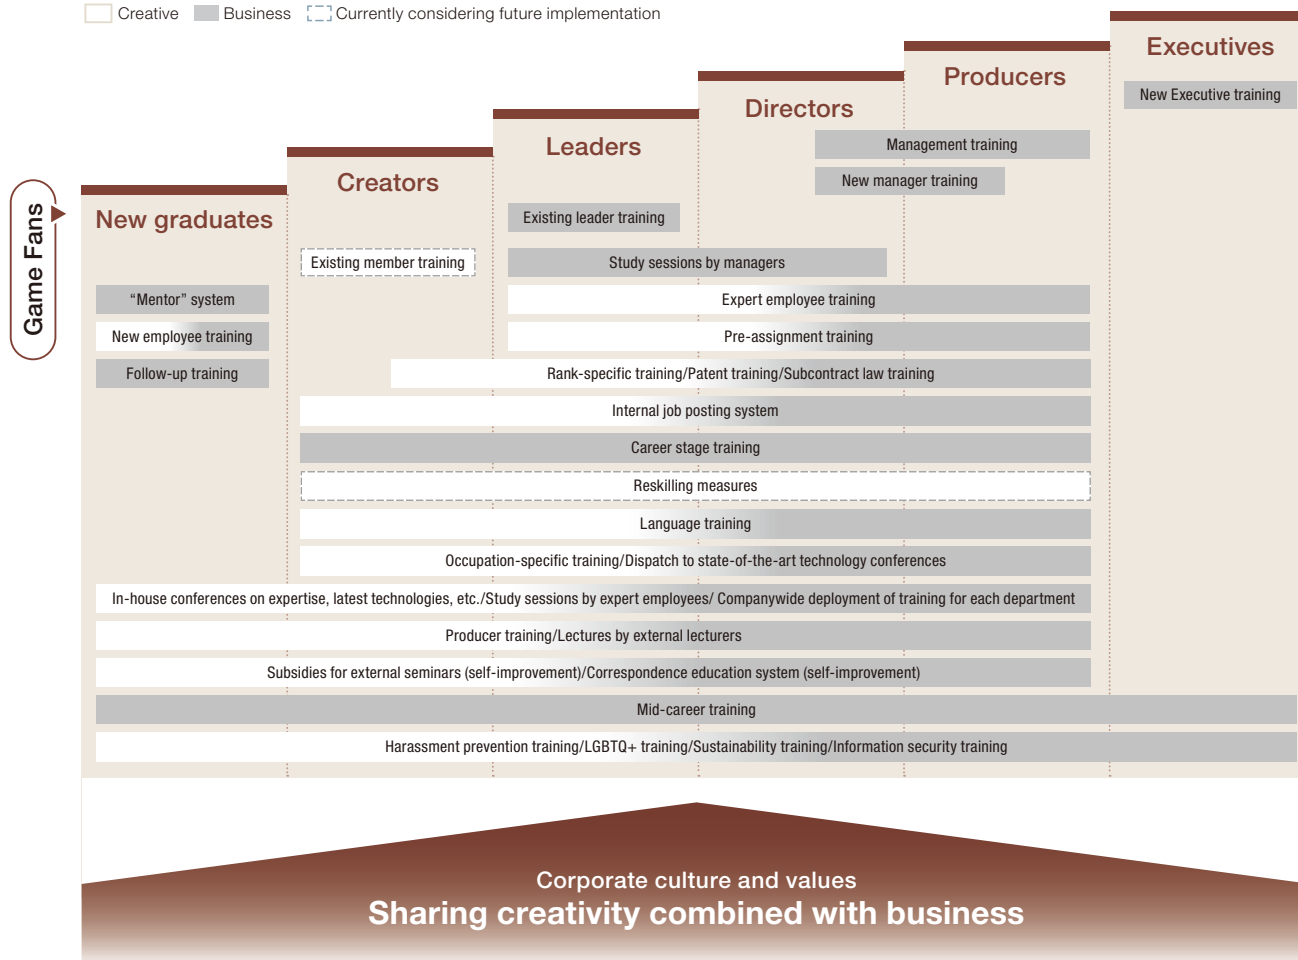 Creative
Business
Currently considering future implementation
Executives
New Executive training
Producers
Directors
Management training
New manager training
Leaders
Existing leader training
Creators
Existing member training
Study sessions by managers
Game Fans
New graduates
“Mentor” system
Expert employee training
New employee training
Pre-assignment training
Follow-up training
Rank-specific training/Patent training/Subcontract law training
Internal job posting system
Career stage training
Reskilling measures
Language training
Occupation-specific training/Dispatch to state-of-the-art technology conferences
In-house conferences on expertise, latest technologies, etc./Study sessions by expert employees/ Companywide deployment of training for each department
Producer training/Lectures by external lecturers
Subsidies for external seminars (self-improvement)/Correspondence education system (self-improvement)
Mid-career training
Harassment prevention training/LGBTQ+ training/Sustainability training/Information security training
Corporate culture and values
Sharing creativity combined with business